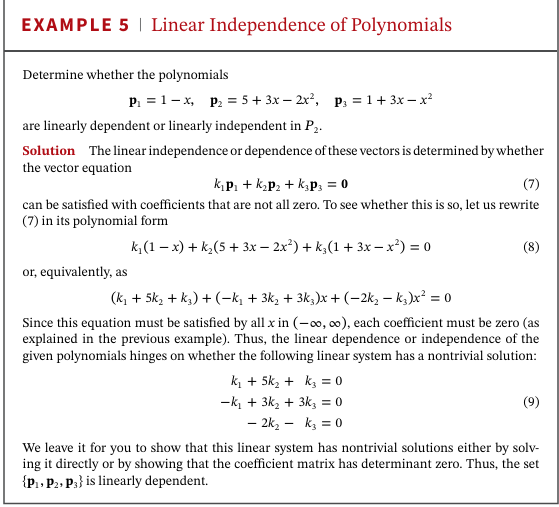 EXAMPLE 5 | Linear Independence of Polynomials
Determine whether the polynomials
p₁ = 1 − x, p₂ = 5 + 3x − 2x², p₃ = 1 + 3x − x²
are linearly dependent or linearly independent in P₂.
Solution The linear independence or dependence of these vectors is determined by whether
the vector equation
k₁p₁ + k₂p₂ + k₃p₃ = 0 (7)
can be satisfied with coefficients that are not all zero. To see whether this is so, let us rewrite
(7) in its polynomial form
k₁(1 − x) + k₂(5 + 3x − 2x²) + k₃(1 + 3x − x²) = 0 (8)
or, equivalently, as
(k₁ + 5k₂ + k₃) + (−k₁ + 3k₂ + 3k₃)x + (−2k₂ − k₃)x² = 0
Since this equation must be satisfied by all x in (−∞, ∞), each coefficient must be zero (as
explained in the previous example). Thus, the linear dependence or independence of the
given polynomials hinges on whether the following linear system has a nontrivial solution:
k₁ + 5k₂ + k₃ = 0
−k₁ + 3k₂ + 3k₃ = 0 (9)
− 2k₂ − k₃ = 0
We leave it for you to show that this linear system has nontrivial solutions either by solv-
ing it directly or by showing that the coefficient matrix has determinant zero. Thus, the set
{p₁, p₂, p₃} is linearly dependent.